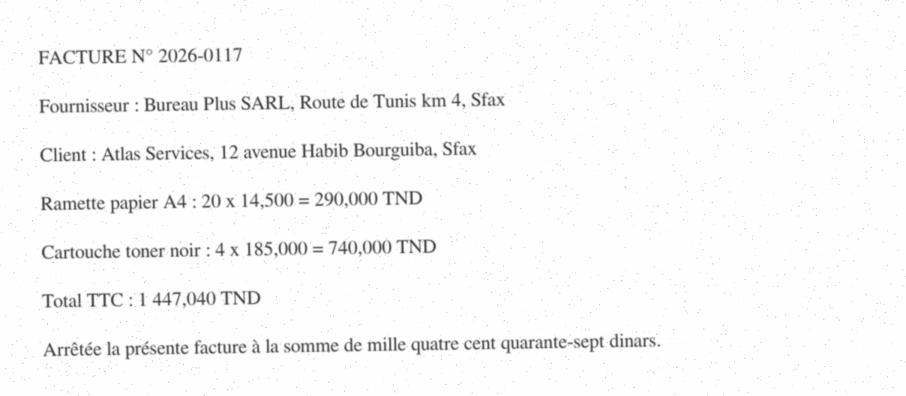 FACTURE N° 2026-0117
Fournisseur : Bureau Plus SARL, Route de Tunis km 4, Sfax
Client : Atlas Services, 12 avenue Habib Bourguiba, Sfax
Ramette papier A4 : 20 x 14,500 = 290,000 TND
Cartouche toner noir : 4 x 185,000 = 740,000 TND
Total TTC : 1 447,040 TND
Arrêtée la présente facture à la somme de mille quatre cent quarante-sept dinars.